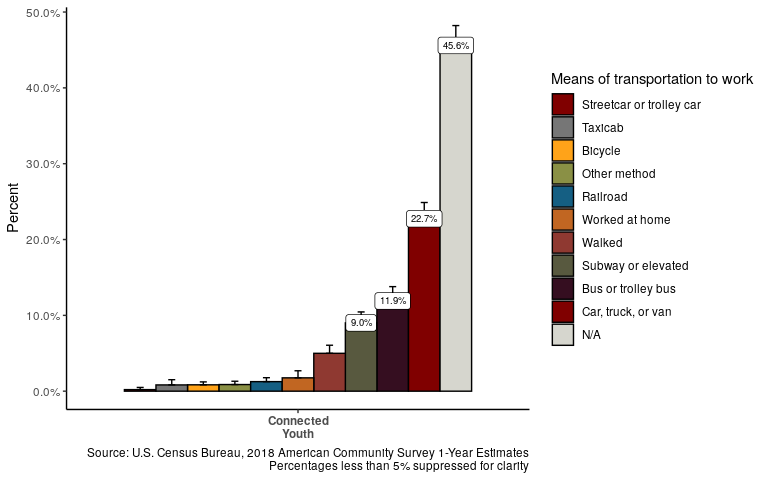 50.0%
40.0%
30.0%
20.0%
10.0%
0.0%
Percent
45.6%
22.7%
11.9%
9.0%
Connected
Youth
Means of transportation to work
Streetcar or trolley car
Taxicab
Bicycle
Other method
Railroad
Worked at home
Walked
Subway or elevated
Bus or trolley bus
Car, truck, or van
N/A
Source: U.S. Census Bureau, 2018 American Community Survey 1-Year Estimates
Percentages less than 5% suppressed for clarity